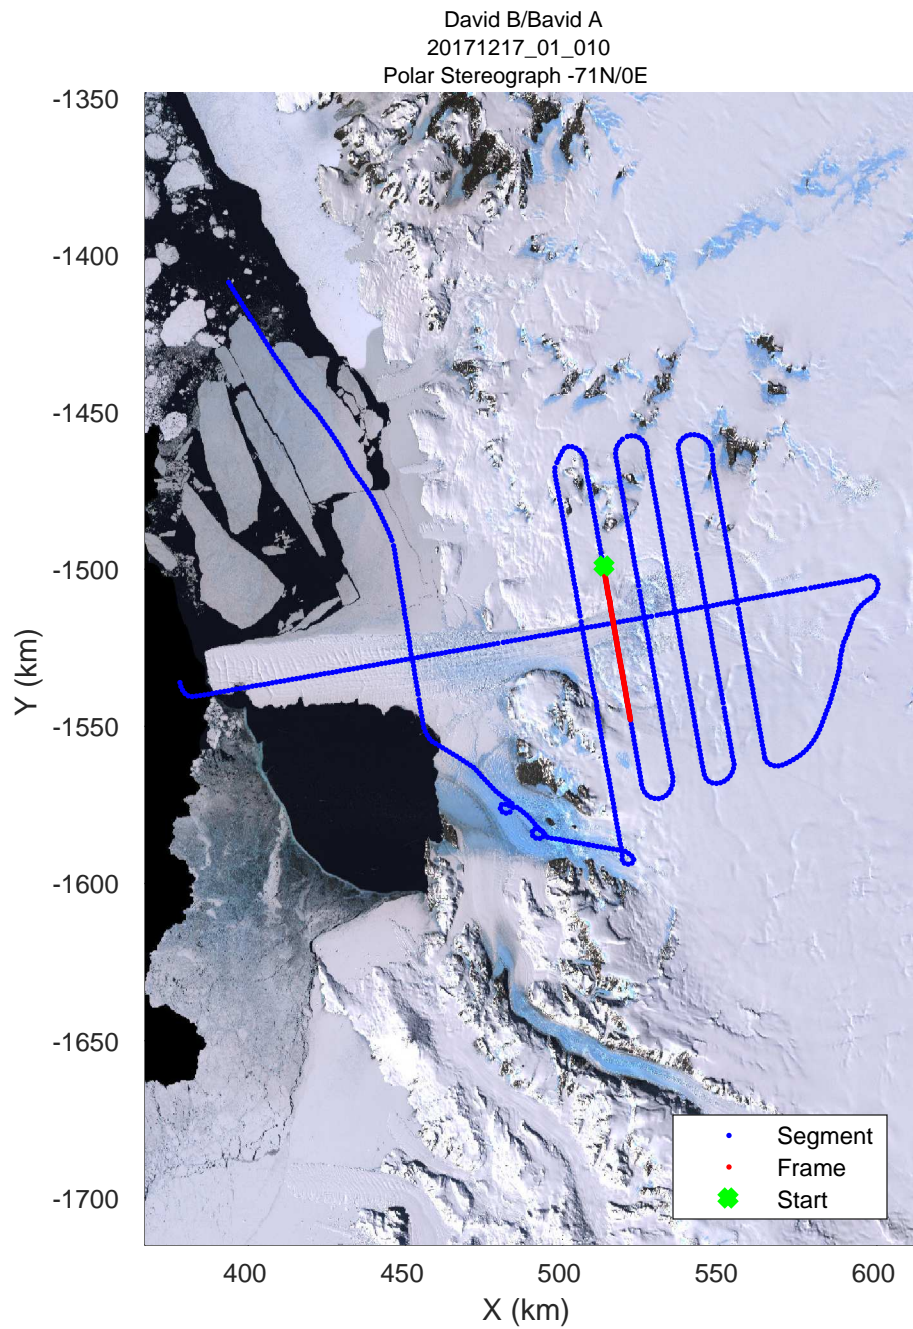 David B/Bavid A
20171217_01_010
Polar Stereograph -71N/0E
-1350
-1400
-1450
-1500
-1550
-1600
-1650
-1700
Y (km)
400
450
500
550
600
X (km)
Segment
Frame
Start